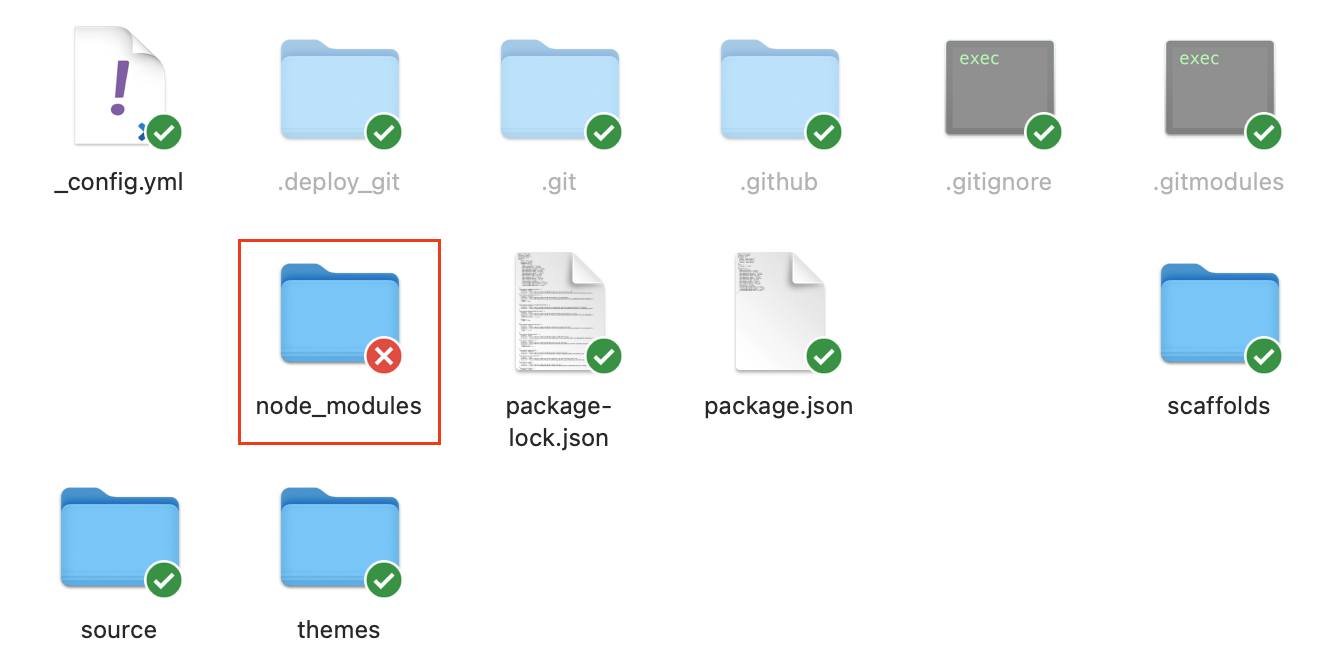 exec
exec
_config.yml
.deploy_git
.git
.github
.gitignore
.gitmodules
node_modules
package-
lock.json
package.json
scaffolds
source
themes